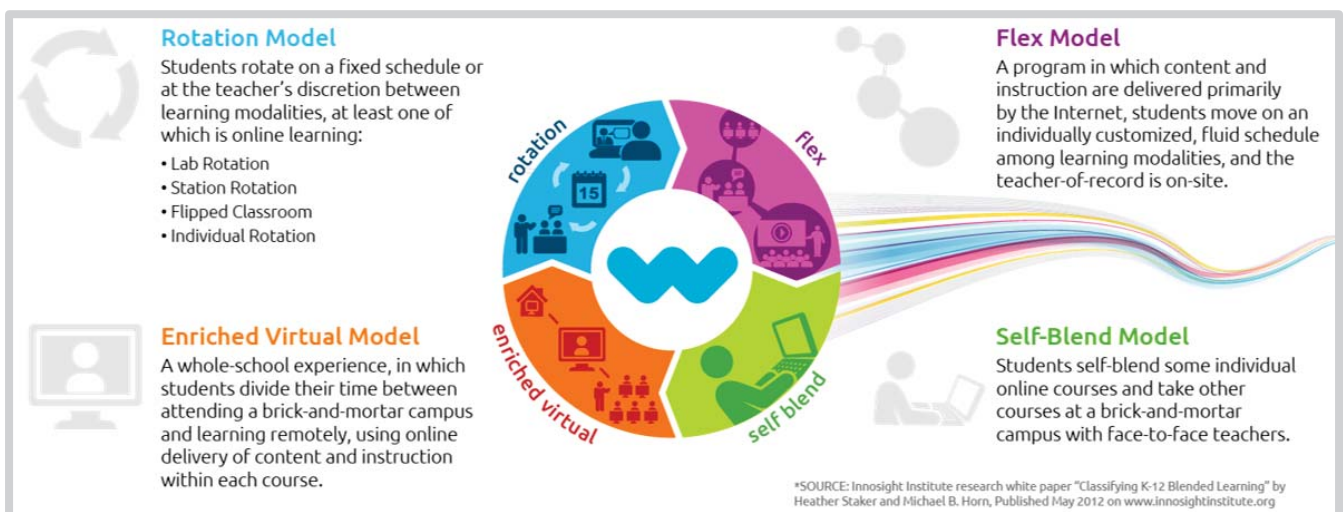 Rotation Model
Students rotate on a fixed schedule or
at the teacher’s discretion between
learning modalities, at least one of
which is online learning:
• Lab Rotation
• Station Rotation
• Flipped Classroom
• Individual Rotation
Enriched Virtual Model
A whole-school experience, in which
students divide their time between
attending a brick-and-mortar campus
and learning remotely, using online
delivery of content and instruction
within each course.
rotation
15
flex
enriched virtual
self blend
Flex Model
A program in which content and
instruction are delivered primarily
by the Internet, students move on an
individually customized, fluid schedule
among learning modalities, and the
teacher-of-record is on-site.
Self-Blend Model
Students self-blend some individual
online courses and take other
courses at a brick-and-mortar
campus with face-to-face teachers.
*SOURCE: Innosight Institute research white paper “Classifying K-12 Blended Learning” by
Heather Staker and Michael B. Horn, Published May 2012 on www.innosightinstitute.org